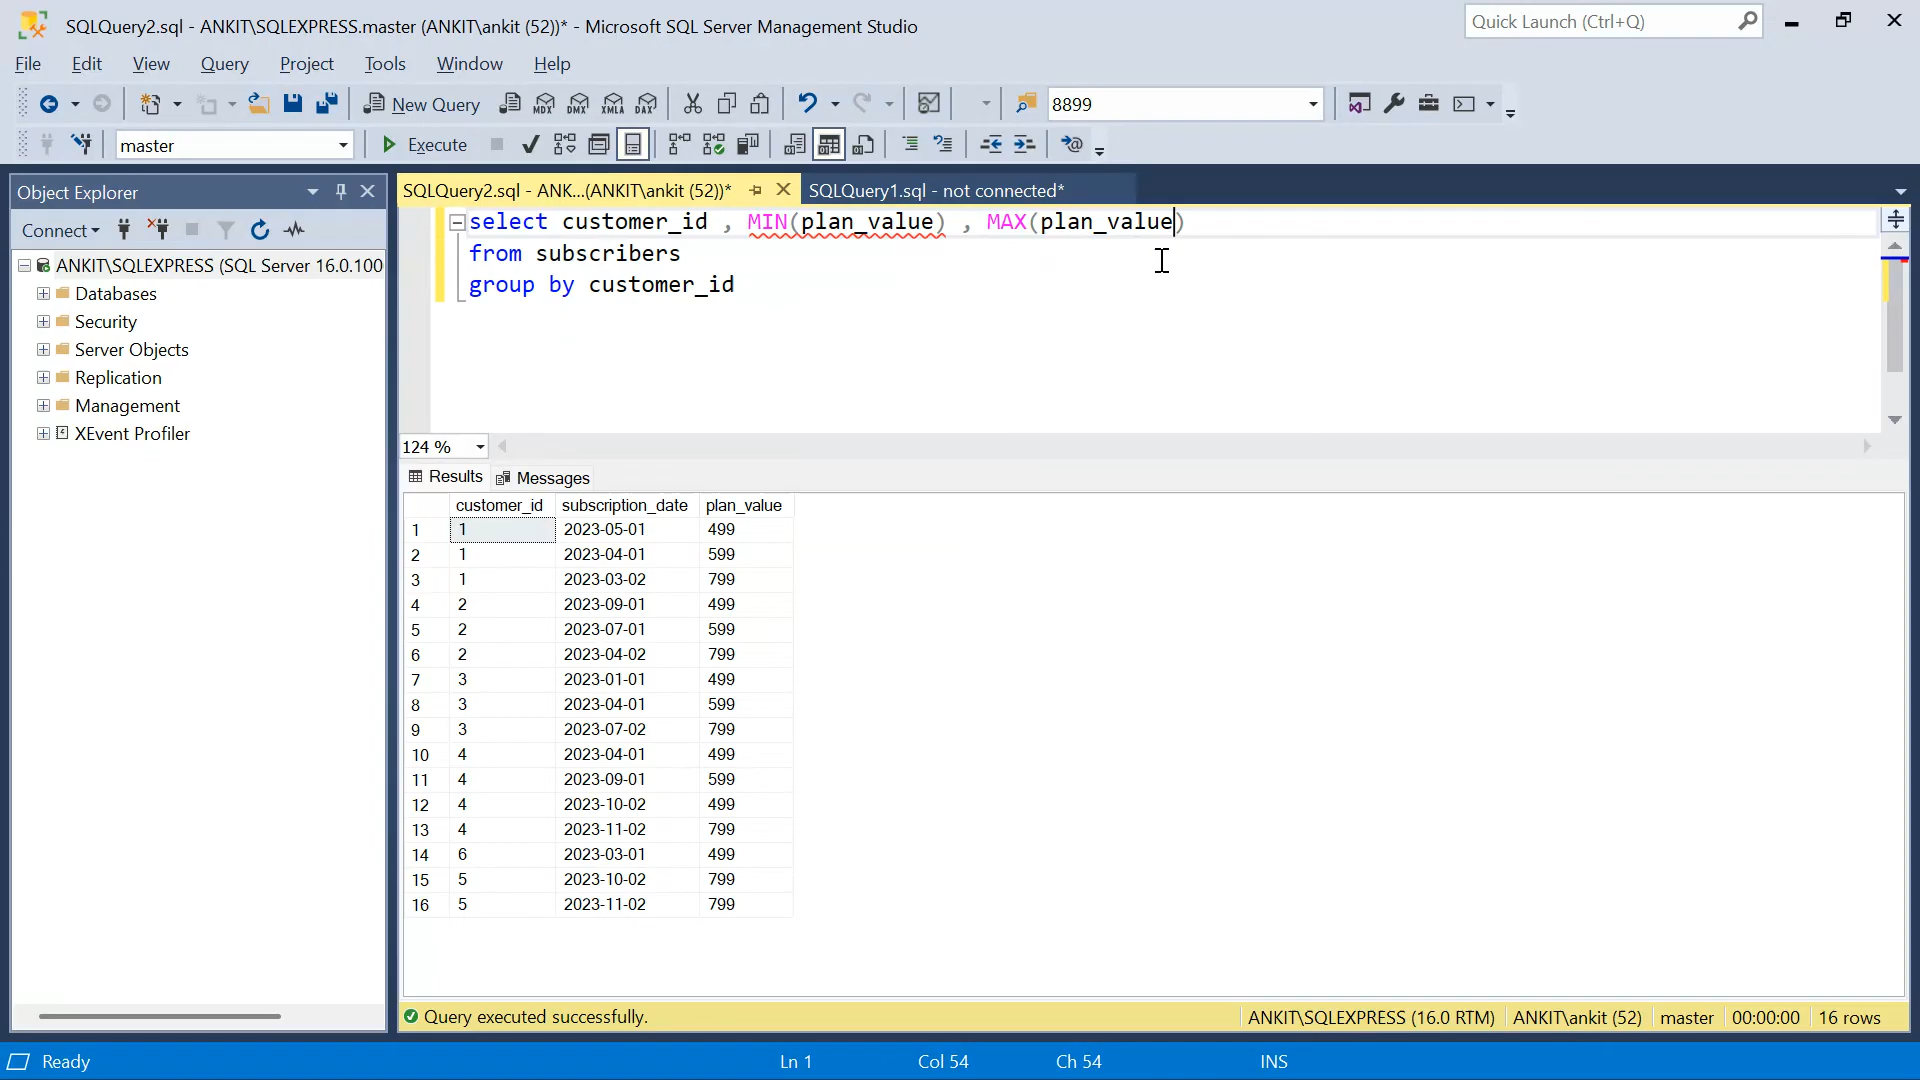 SQLQuery2.sql - ANKIT\SQLEXPRESS.master (ANKIT\ankit (52))* - Microsoft SQL Server Management Studio
Quick Launch (Ctrl+Q)
File Edit View Query Project Tools Window Help
New Query MDX DMX XMLA DAX 8899
master Execute
Object Explorer
SQLQuery2.sql - ANK...(ANKIT\ankit (52))* SQLQuery1.sql - not connected*
Connect
ANKIT\SQLEXPRESS (SQL Server 16.0.100
Databases
Security
Server Objects
Replication
Management
XEvent Profiler
select customer_id , MIN(plan_value) , MAX(plan_value)
from subscribers
group by customer_id
124 %
Results Messages
customer_id subscription_date plan_value
1 1 2023-05-01 499
2 1 2023-04-01 599
3 1 2023-03-02 799
4 2 2023-09-01 499
5 2 2023-07-01 599
6 2 2023-04-02 799
7 3 2023-01-01 499
8 3 2023-04-01 599
9 3 2023-07-02 799
10 4 2023-04-01 499
11 4 2023-09-01 599
12 4 2023-10-02 499
13 4 2023-11-02 799
14 6 2023-03-01 499
15 5 2023-10-02 799
16 5 2023-11-02 799
Query executed successfully. ANKIT\SQLEXPRESS (16.0 RTM) ANKIT\ankit (52) master 00:00:00 16 rows
Ready Ln 1 Col 54 Ch 54 INS